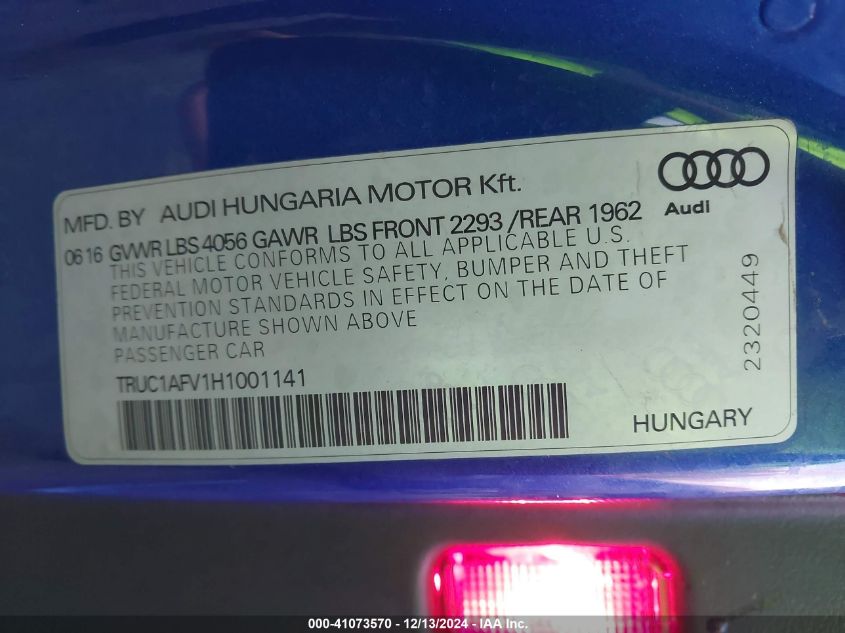 MFD. BY AUDI HUNGARIA MOTOR Kft.
Audi
0616 GVWR LBS 4056 GAWR LBS FRONT 2293 /REAR 1962
THIS VEHICLE CONFORMS TO ALL APPLICABLE U.S.
FEDERAL MOTOR VEHICLE SAFETY, BUMPER AND THEFT
PREVENTION STANDARDS IN EFFECT ON THE DATE OF
MANUFACTURE SHOWN ABOVE
PASSENGER CAR
2320449
TRUC1AFV1H1001141
HUNGARY
000-41073570 - 12/13/2024 - IAA Inc.